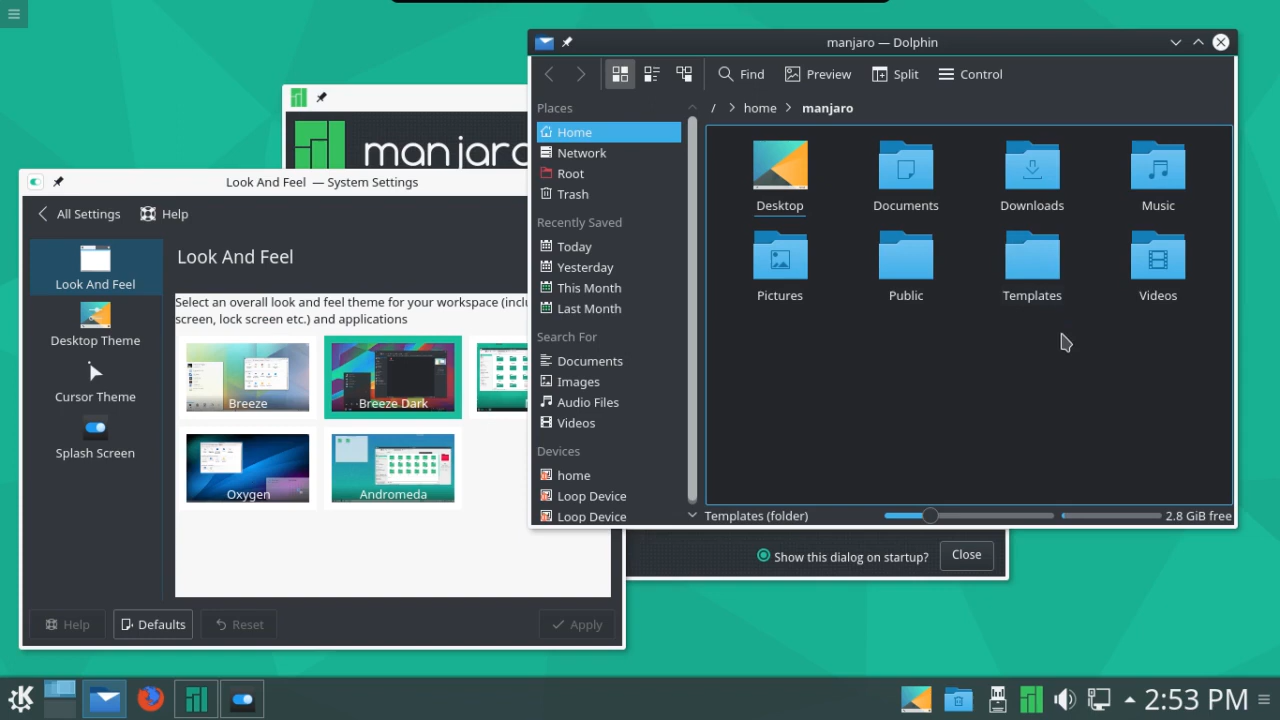 manjaro — Dolphin
Find
Preview
Split
Control
Places
/ home manjaro
Home
Network
Root
Trash
Recently Saved
Today
Yesterday
This Month
Last Month
Search For
Documents
Images
Audio Files
Videos
Devices
home
Loop Device
Loop Device
Desktop
Documents
Downloads
Music
Pictures
Public
Templates
Videos
Templates (folder)
2.8 GiB free
manjaro
Look And Feel — System Settings
All Settings
Help
Look And Feel
Desktop Theme
Cursor Theme
Splash Screen
Look And Feel
Select an overall look and feel theme for your workspace (inclu
screen, lock screen etc.) and applications
Breeze
Breeze Dark
Oxygen
Andromeda
Help
Defaults
Reset
Apply
Show this dialog on startup?
Close
2:53 PM